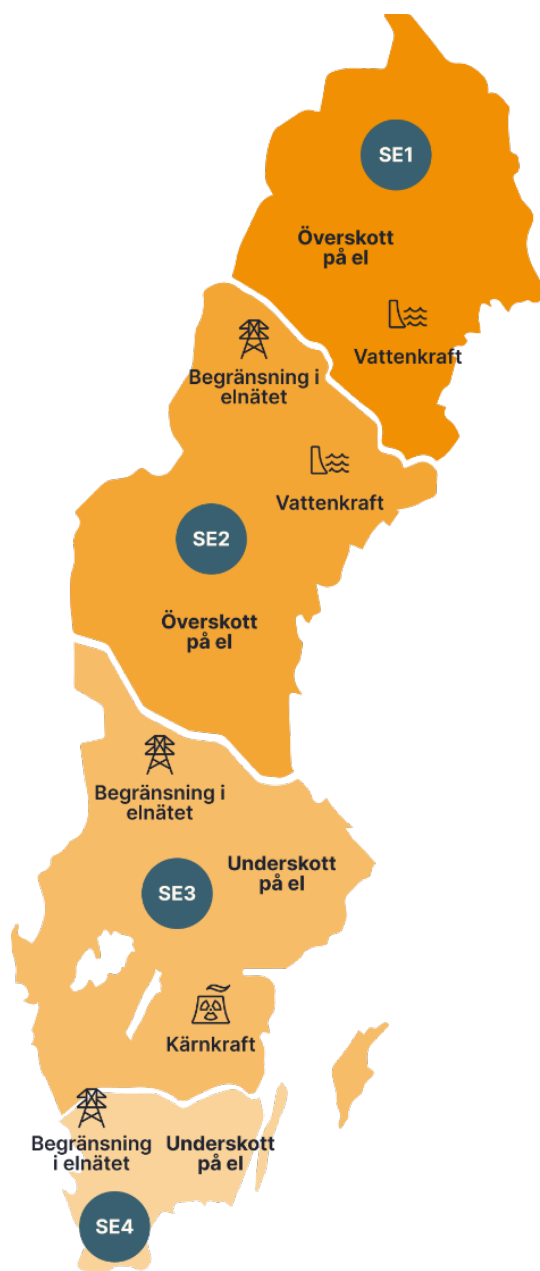 SE1
Överskott
på el
Vattenkraft
Begränsning i
elnätet
Vattenkraft
SE2
Överskott
på el
Begränsning i
elnätet
Underskott
på el
SE3
Kärnkraft
Begränsning
i elnätet
Underskott
på el
SE4